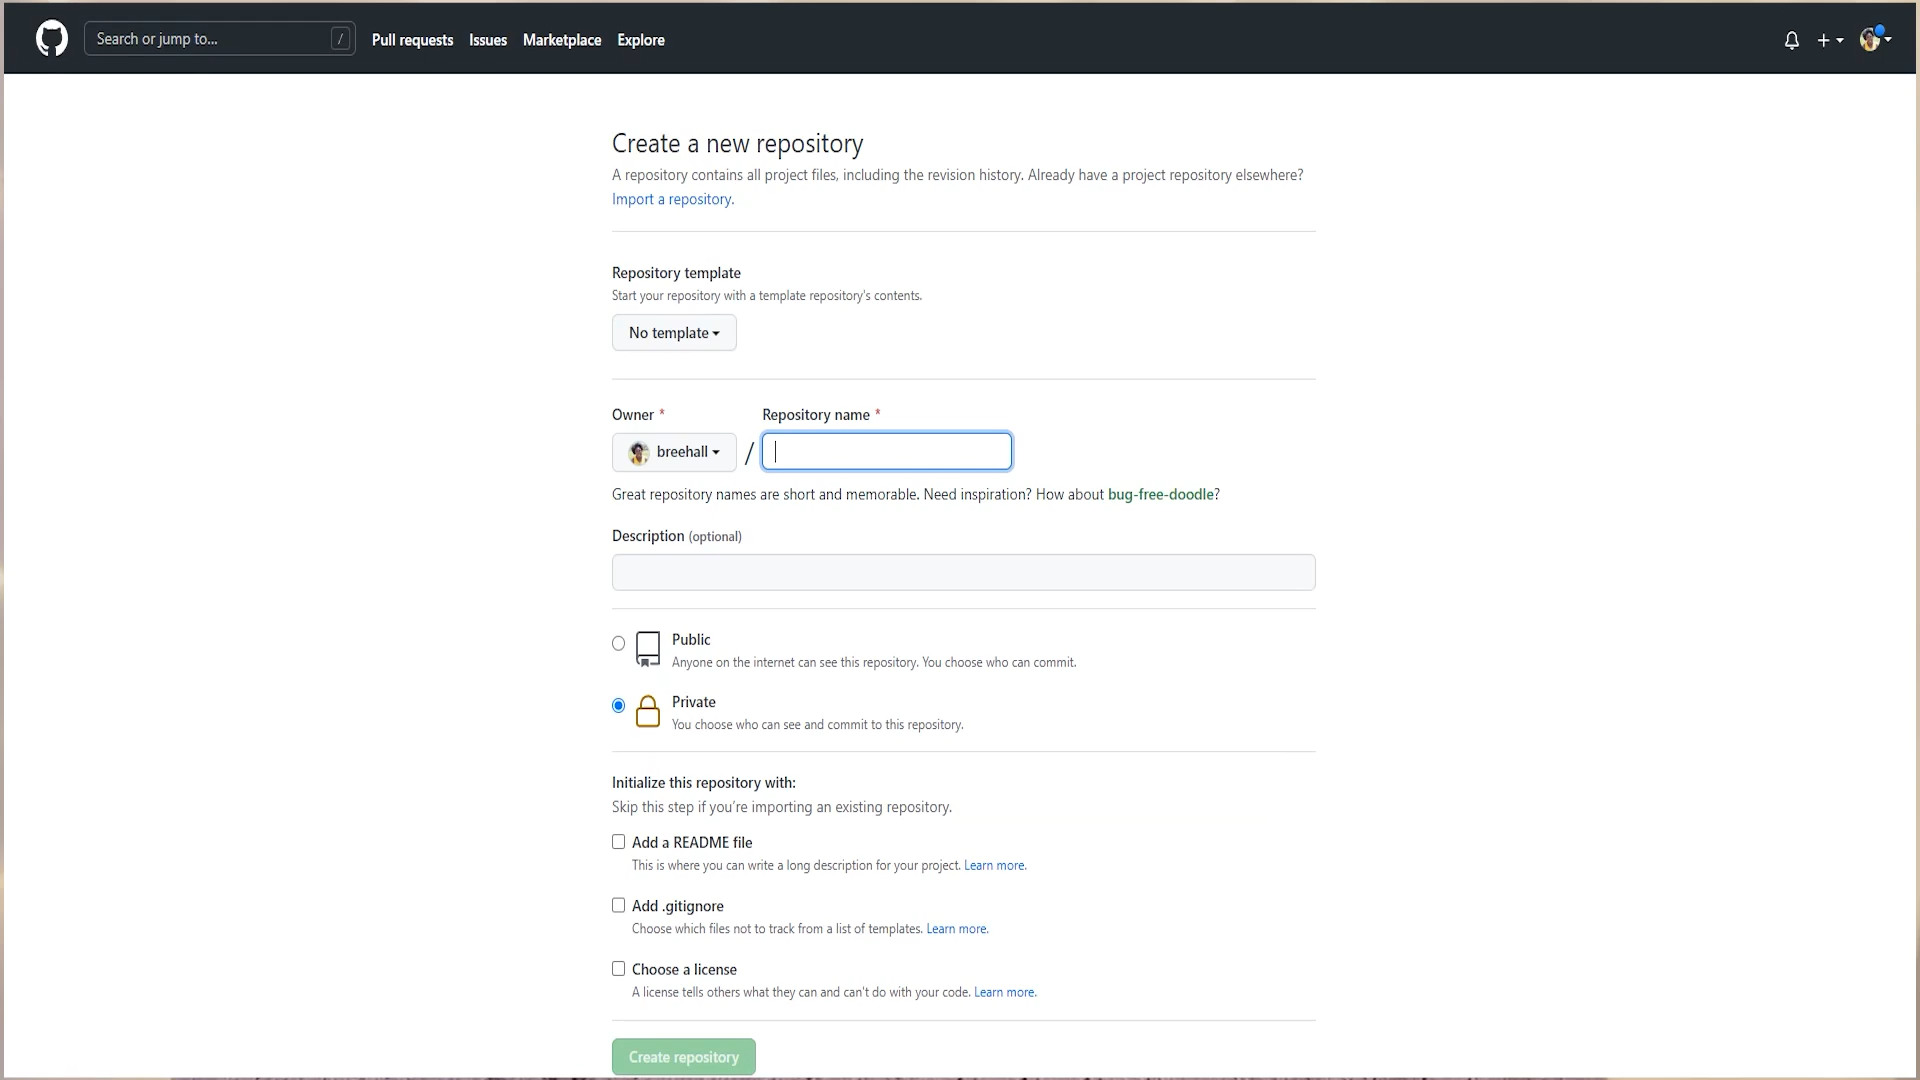 Search or jump to... /
Pull requests Issues Marketplace Explore
Create a new repository
A repository contains all project files, including the revision history. Already have a project repository elsewhere?
Import a repository.
Repository template
Start your repository with a template repository's contents.
No template
Owner * Repository name *
breehall /
Great repository names are short and memorable. Need inspiration? How about bug-free-doodle?
Description (optional)
Public
Anyone on the internet can see this repository. You choose who can commit.
Private
You choose who can see and commit to this repository.
Initialize this repository with:
Skip this step if you’re importing an existing repository.
Add a README file
This is where you can write a long description for your project. Learn more.
Add .gitignore
Choose which files not to track from a list of templates. Learn more.
Choose a license
A license tells others what they can and can't do with your code. Learn more.
Create repository